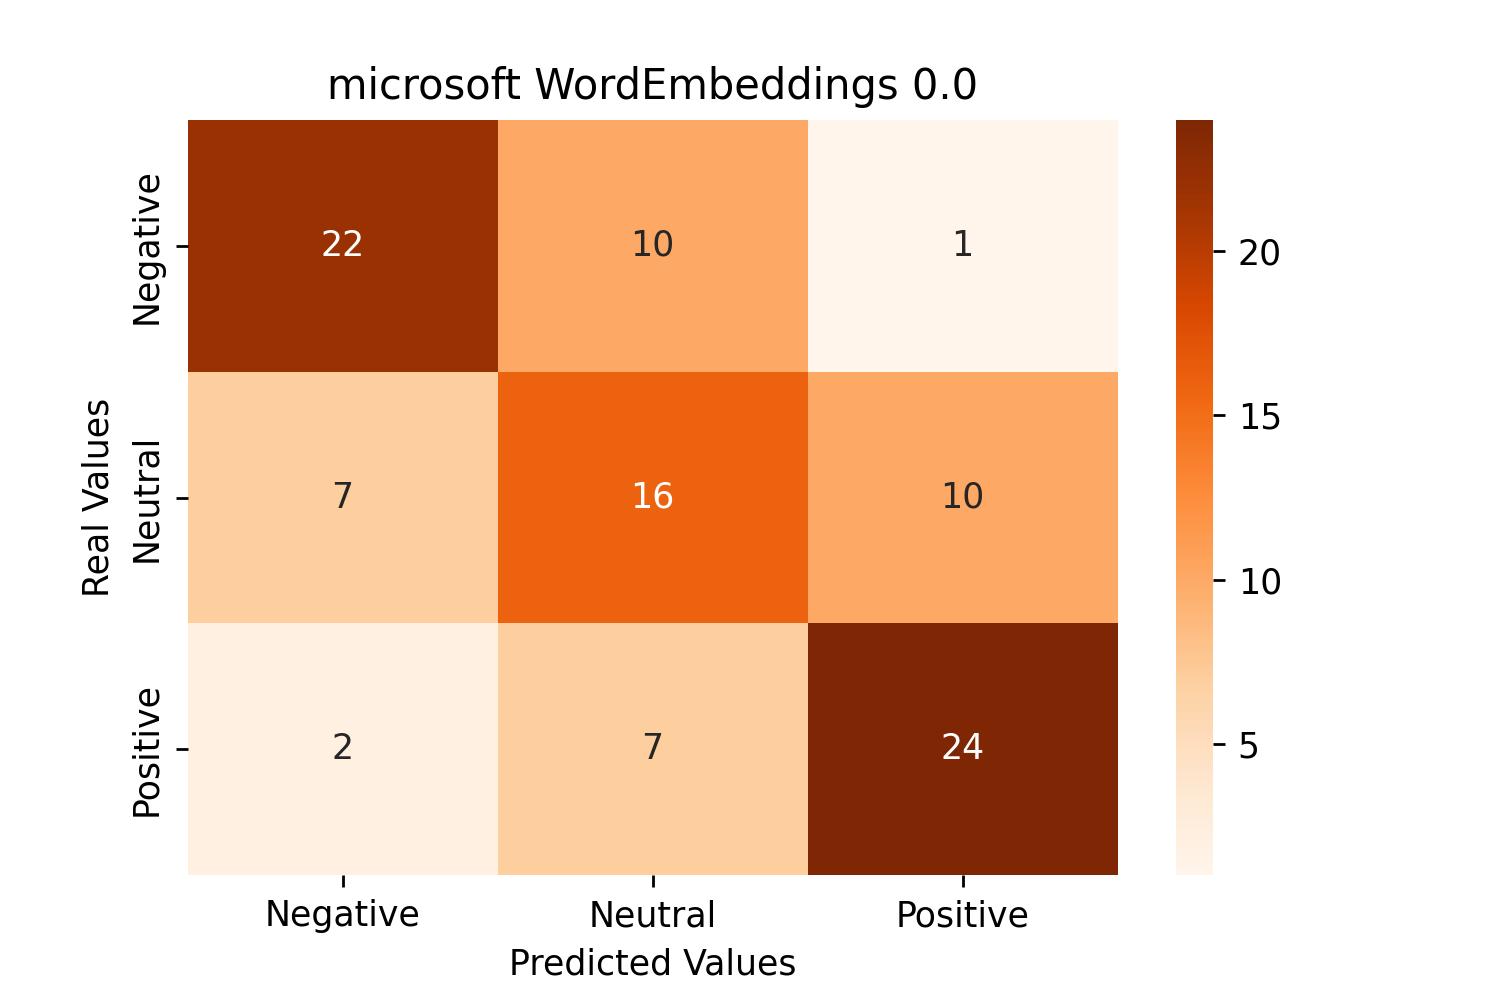 microsoft WordEmbeddings 0.0
Real Values
Negative
22 10 1
Neutral
7 16 10
Positive
2 7 24
Negative Neutral Positive
Predicted Values
20
15
10
5